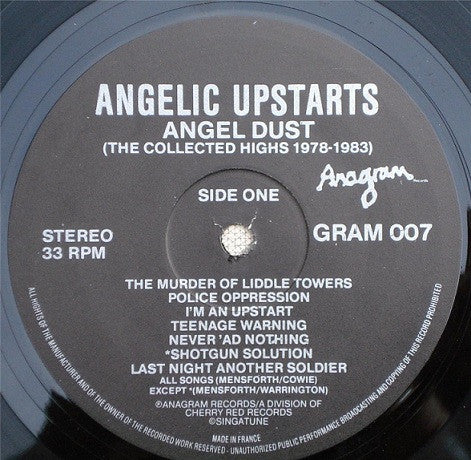 ANGELIC UPSTARTS
ANGEL DUST
(THE COLLECTED HIGHS 1978-1983)
Anagram
Records
SIDE ONE
STEREO
33 RPM
GRAM 007
THE MURDER OF LIDDLE TOWERS
POLICE OPPRESSION
I'M AN UPSTART
TEENAGE WARNING
NEVER 'AD NOTHING
*SHOTGUN SOLUTION
LAST NIGHT ANOTHER SOLDIER
ALL SONGS (MENSFORTH/COWIE)
EXCEPT *(MENSFORTH/WARRINGTON)
©ANAGRAM RECORDS/A DIVISION OF
CHERRY RED RECORDS
©SINGATUNE
MADE IN FRANCE
ALL RIGHTS OF THE MANUFACTURER AND OF THE OWNER OF THE RECORDED WORK RESERVED - UNAUTHORIZED PUBLIC PERFORMANCE BROADCASTING AND COPYING OF THIS RECORD PROHIBITED